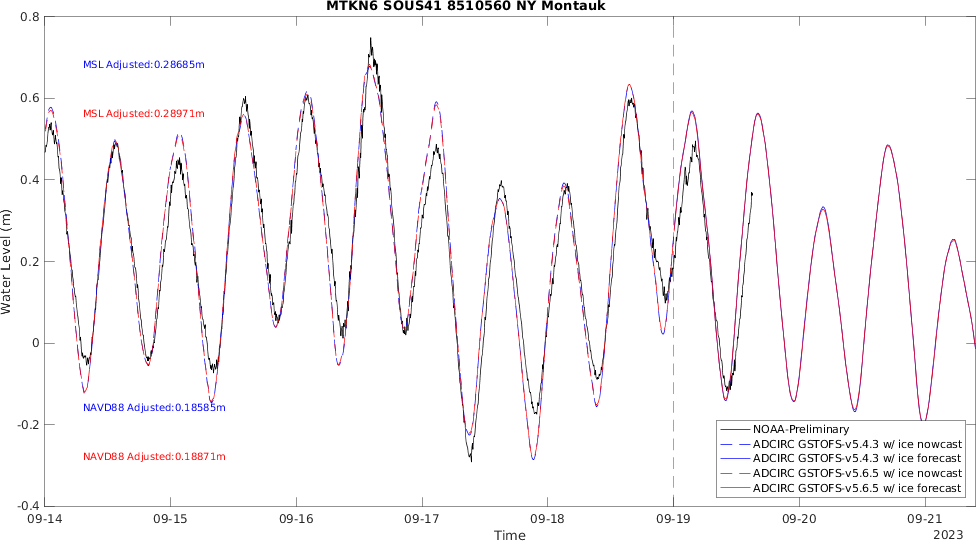 MTKN6 SOUS41 8510560 NY Montauk
0.8
MSL Adjusted:0.28685m
0.6
MSL Adjusted:0.28971m
0.4
Water Level (m)
0.2
0
NAVD88 Adjusted:0.18585m
-0.2
NAVD88 Adjusted:0.18871m
-0.4
NOAA-Preliminary
ADCIRC GSTOFS-v5.4.3 w/ ice nowcast
ADCIRC GSTOFS-v5.4.3 w/ ice forecast
ADCIRC GSTOFS-v5.6.5 w/ ice nowcast
ADCIRC GSTOFS-v5.6.5 w/ ice forecast
09-14 09-15 09-16 09-17 09-18 09-19 09-20 09-21
Time
2023